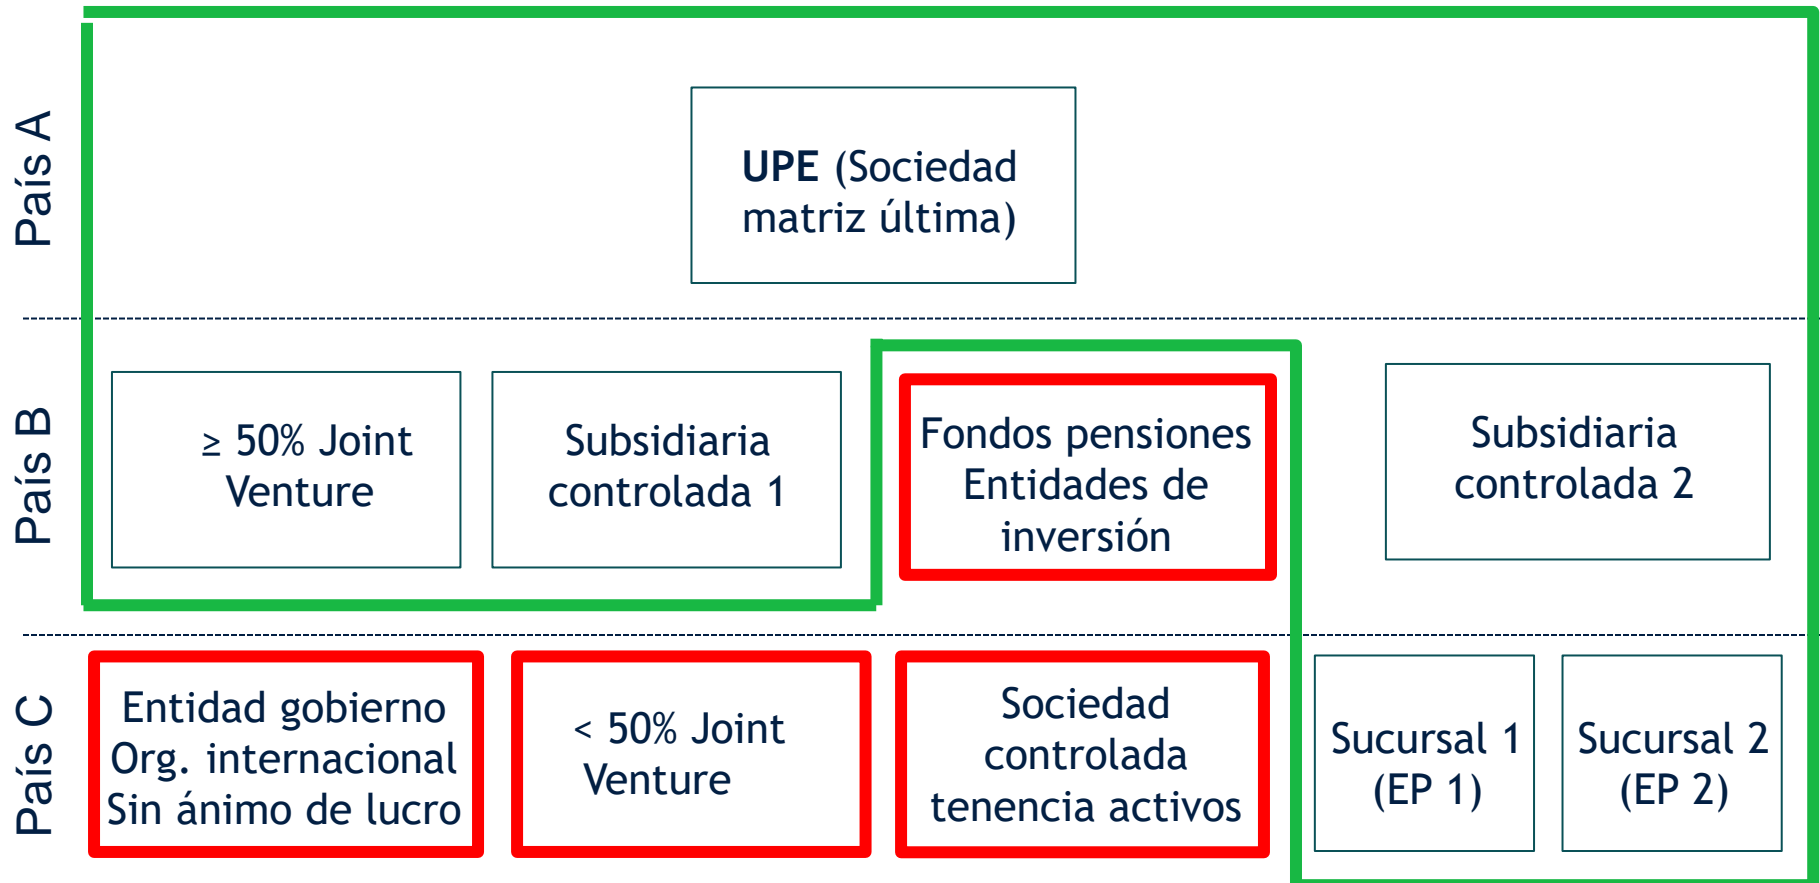 País A
UPE (Sociedad
matriz última)
País B
≥ 50% Joint
Venture
Subsidiaria
controlada 1
Fondos pensiones
Entidades de
inversión
Subsidiaria
controlada 2
País C
Entidad gobierno
Org. internacional
Sin ánimo de lucro
< 50% Joint
Venture
Sociedad
controlada
tenencia activos
Sucursal 1
(EP 1)
Sucursal 2
(EP 2)